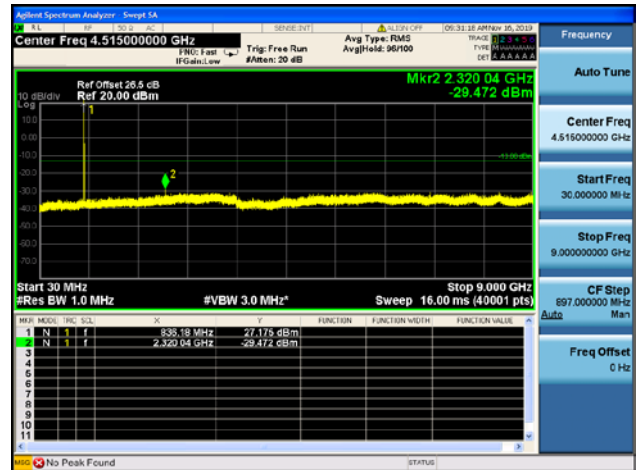 Agilent Spectrum Analyzer - Swept SA
RL RF 50 Ω AC SENSE:INT ALIGN OFF 09:31:18 AM Nov 16, 2019
Center Freq 4.515000000 GHz
PNO: Fast
IFGain:Low
Trig: Free Run
#Atten: 20 dB
Avg Type: RMS
Avg|Hold: 96/100
TRACE 1 2 3 4 5 6
TYPE
DET A A A A A A
Frequency
Auto Tune
Center Freq
4.515000000 GHz
Start Freq
30.000000 MHz
Stop Freq
9.000000000 GHz
CF Step
897.000000 MHz
Auto Man
Freq Offset
0 Hz
Mkr2 2.320 04 GHz
-29.472 dBm
Ref Offset 26.5 dB
Ref 20.00 dBm
10 dB/div
Log
1
10.0
0.00
-10.0
-13.00 dBm
-20.0
2
-30.0
-40.0
-50.0
-60.0
-70.0
Start 30 MHz
Stop 9.000 GHz
#Res BW 1.0 MHz
#VBW 3.0 MHz*
Sweep 16.00 ms (40001 pts)
MKR MODE TRC SCL X Y FUNCTION FUNCTION WIDTH FUNCTION VALUE
1 N 1 f 835.18 MHz 27.175 dBm
2 N 1 f 2.320 04 GHz -29.472 dBm
3
4
5
6
7
8
9
10
11
MSG No Peak Found
STATUS